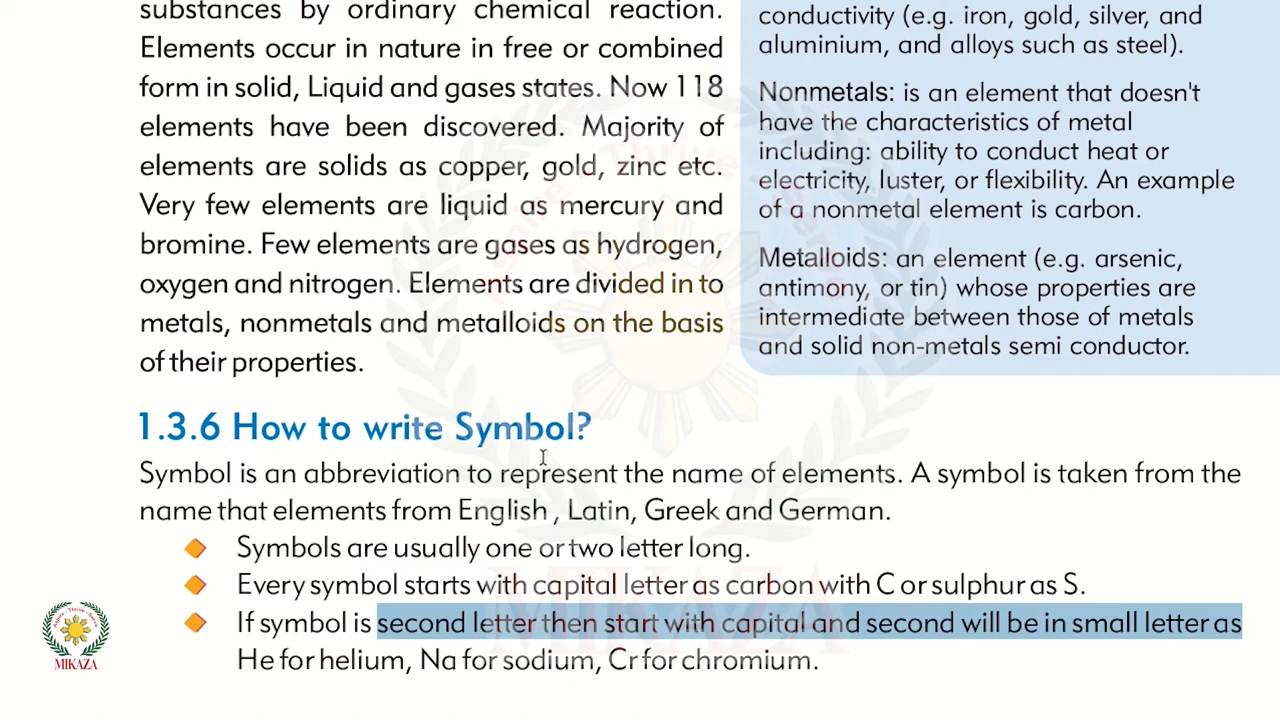 substances by ordinary chemical reaction.
Elements occur in nature in free or combined
form in solid, Liquid and gases states. Now 118
elements have been discovered. Majority of
elements are solids as copper, gold, zinc etc.
Very few elements are liquid as mercury and
bromine. Few elements are gases as hydrogen,
oxygen and nitrogen. Elements are divided in to
metals, nonmetals and metalloids on the basis
of their properties.
conductivity (e.g. iron, gold, silver, and
aluminium, and alloys such as steel).
Nonmetals: is an element that doesn't
have the characteristics of metal
including: ability to conduct heat or
electricity, luster, or flexibility. An example
of a nonmetal element is carbon.
Metalloids: an element (e.g. arsenic,
antimony, or tin) whose properties are
intermediate between those of metals
and solid non-metals semi conductor.
1.3.6 How to write Symbol?
Symbol is an abbreviation to represent the name of elements. A symbol is taken from the
name that elements from English , Latin, Greek and German.
Symbols are usually one or two letter long.
Every symbol starts with capital letter as carbon with C or sulphur as S.
If symbol is second letter then start with capital and second will be in small letter as
He for helium, Na for sodium, Cr for chromium.
MIKAZA
MIKAZA